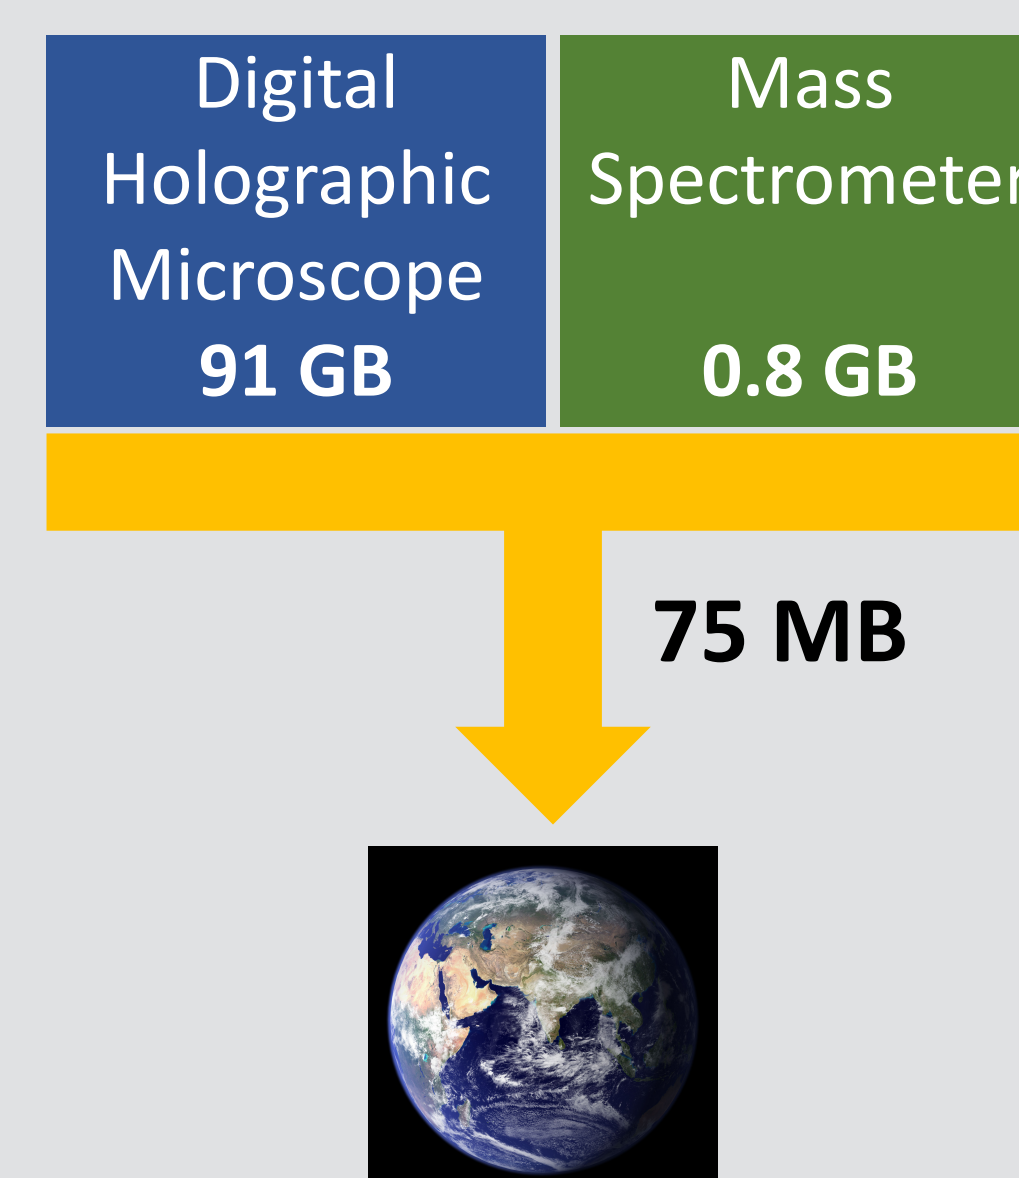 Digital
Holographic
Microscope
91 GB
Mass
Spectrometer
0.8 GB
75 MB